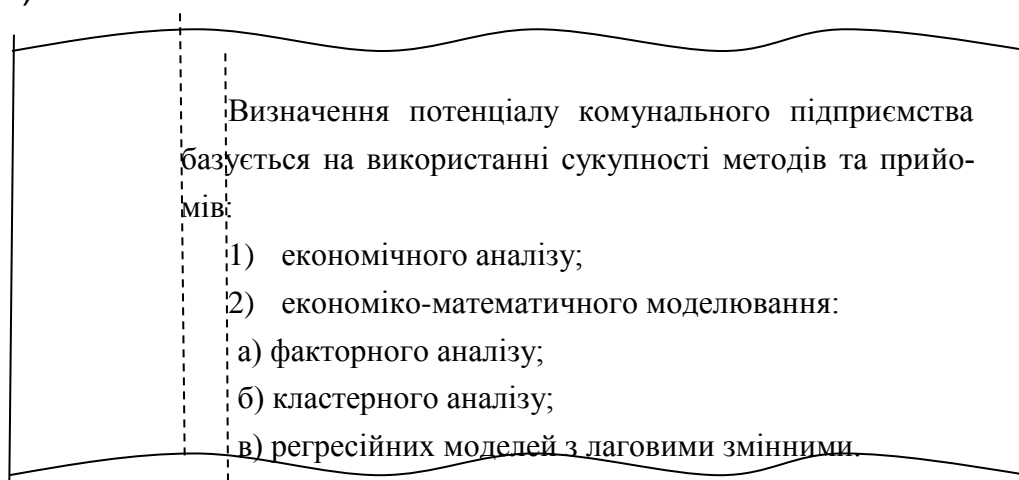 Визначення потенціалу комунального підприємства
базується на використанні сукупності методів та прийо-
мів:
1) економічного аналізу;
2) економіко-математичного моделювання:
а) факторного аналізу;
б) кластерного аналізу;
в) регресійних моделей з лаговими змінними.